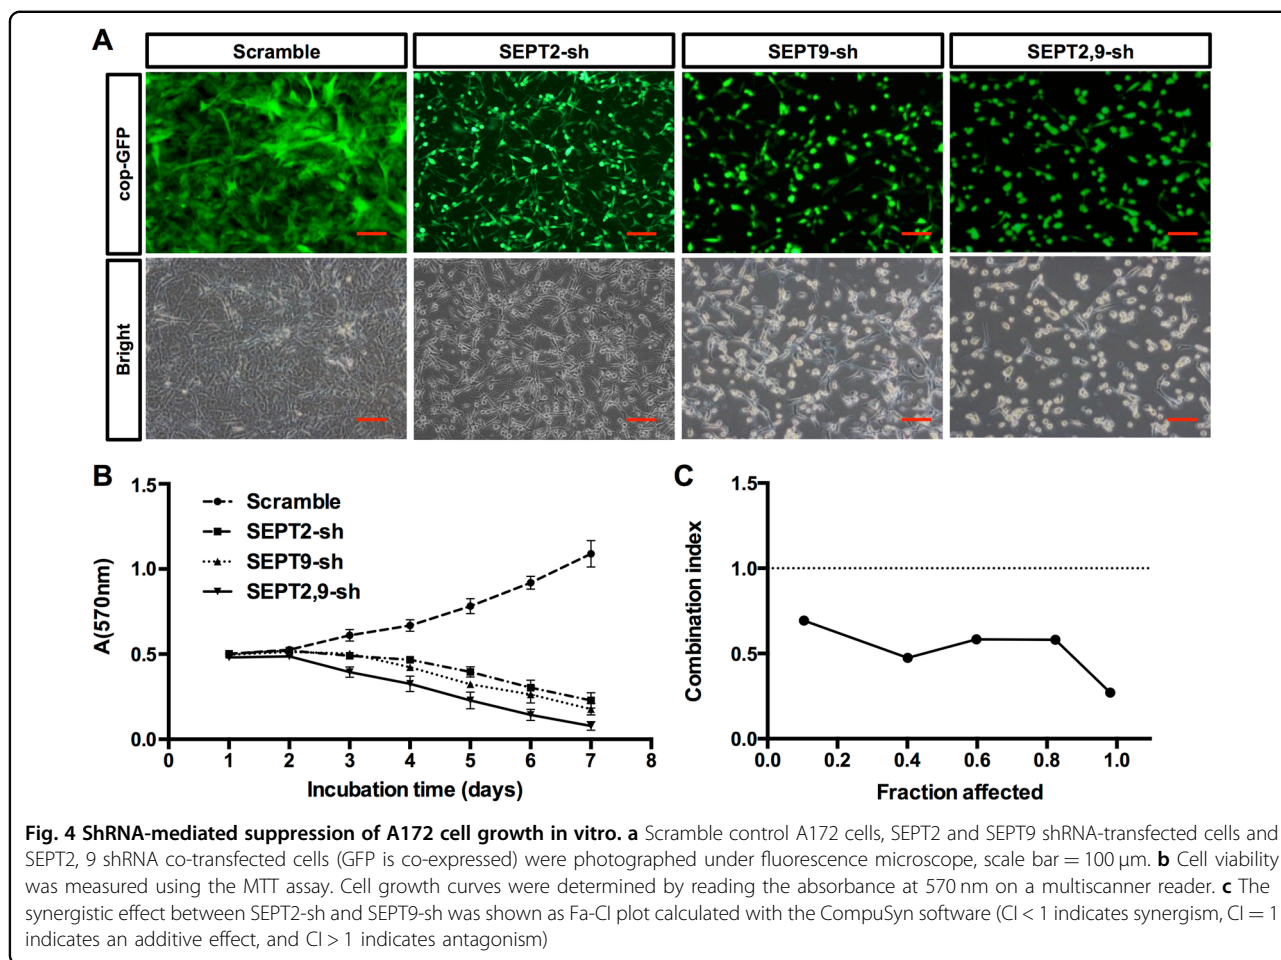 A
Scramble
SEPT2-sh
SEPT9-sh
SEPT2,9-sh
cop-GFP
Bright
B
1.5
1.0
0.5
0.0
A(570nm)
Scramble
SEPT2-sh
SEPT9-sh
SEPT2,9-sh
0 1 2 3 4 5 6 7 8
Incubation time (days)
C
1.5
1.0
0.5
0.0
Combination index
0.0 0.2 0.4 0.6 0.8 1.0
Fraction affected
Fig. 4 ShRNA-mediated suppression of A172 cell growth in vitro. a Scramble control A172 cells, SEPT2 and SEPT9 shRNA-transfected cells and
SEPT2, 9 shRNA co-transfected cells (GFP is co-expressed) were photographed under fluorescence microscope, scale bar = 100 µm. b Cell viability
was measured using the MTT assay. Cell growth curves were determined by reading the absorbance at 570 nm on a multiscanner reader. c The
synergistic effect between SEPT2-sh and SEPT9-sh was shown as Fa-CI plot calculated with the CompuSyn software (CI < 1 indicates synergism, CI = 1
indicates an additive effect, and CI > 1 indicates antagonism)